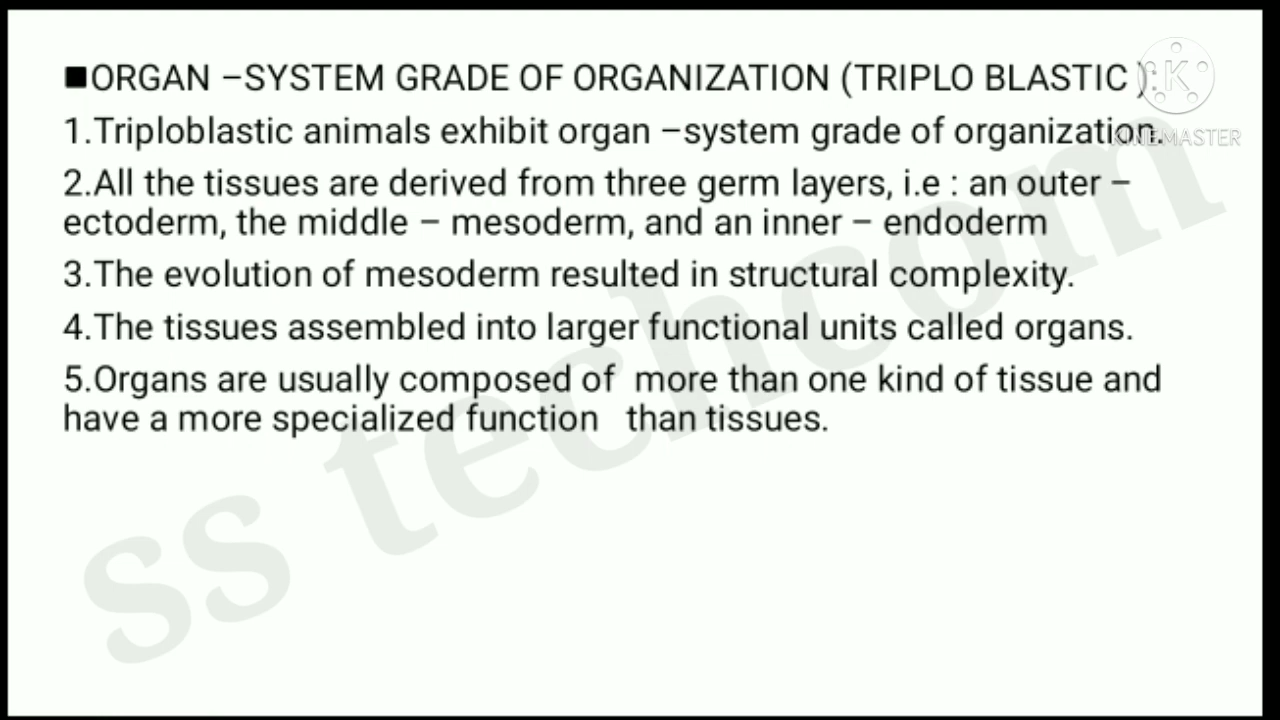 ■ORGAN –SYSTEM GRADE OF ORGANIZATION (TRIPLO BLASTIC ):
1.Triploblastic animals exhibit organ –system grade of organization.
2.All the tissues are derived from three germ layers, i.e : an outer –
ectoderm, the middle – mesoderm, and an inner – endoderm
3.The evolution of mesoderm resulted in structural complexity.
4.The tissues assembled into larger functional units called organs.
5.Organs are usually composed of  more than one kind of tissue and
have a more specialized function   than tissues.
K
KINEMASTER
ss techcom